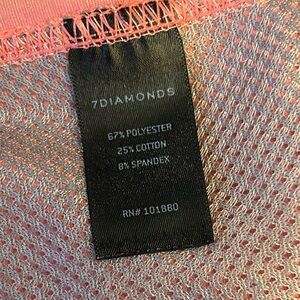 7DIAMONDS
67% POLYESTER
25% COTTON
8% SPANDEX
RN# 101880